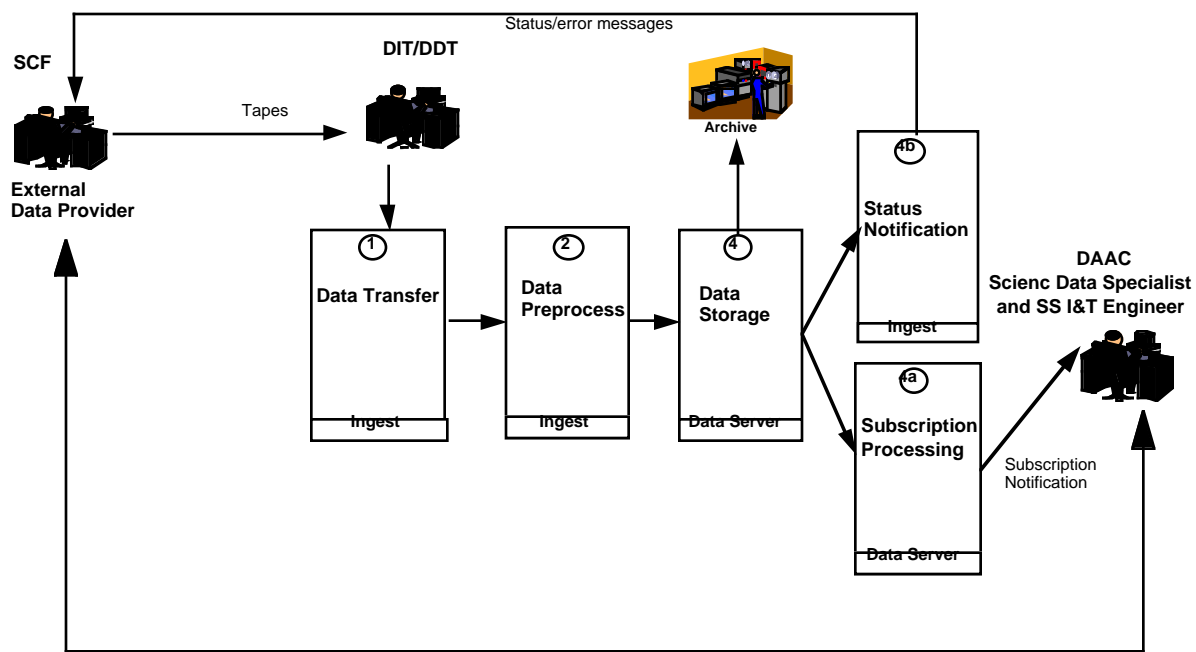 Status/error messages
SCF
DIT/DDT
Tapes
Archive
External
Data Provider
1
Data Transfer
Ingest
2
Data
Preprocess
Ingest
4
Data
Storage
Data Server
4b
Status
Notification
Ingest
4a
Subscription
Processing
Data Server
DAAC
Scienc Data Specialist
and SS I&T Engineer
Subscription
Notification